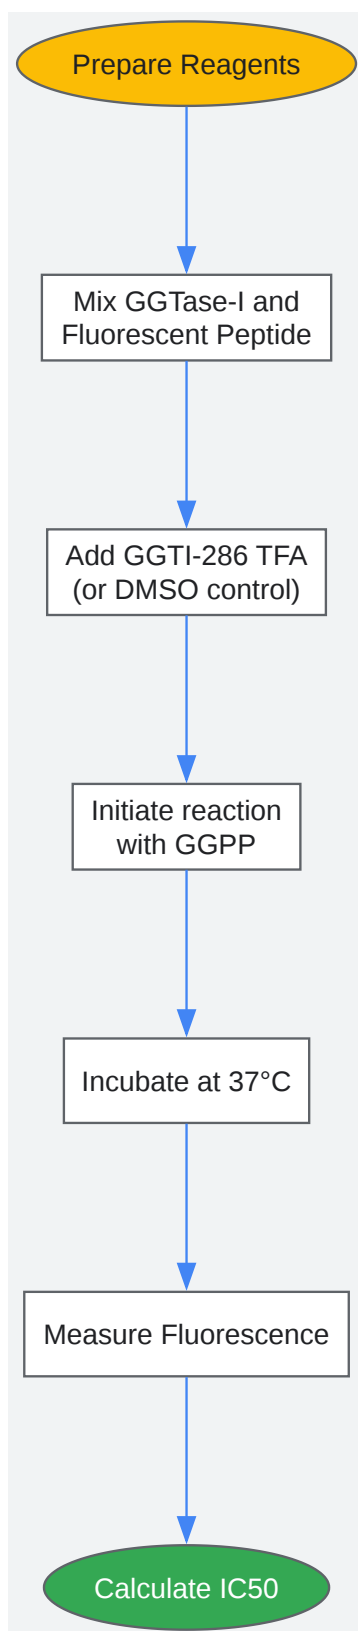 Prepare Reagents
Mix GGTase-I and
Fluorescent Peptide
Add GGTI-286 TFA
(or DMSO control)
Initiate reaction
with GGPP
Incubate at 37°C
Measure Fluorescence
Calculate IC50